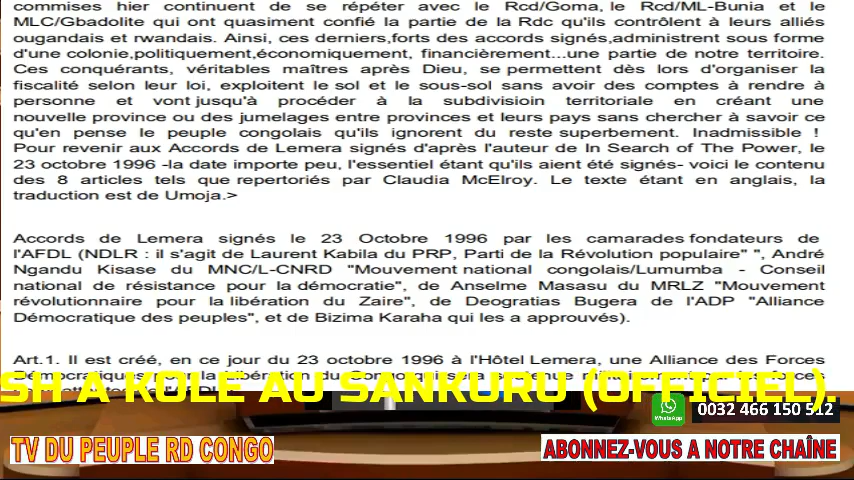 commises hier continuent de se répéter avec le Rcd/Goma, le Rcd/ML-Bunia et le
MLC/Gbadolite qui ont quasiment confié la partie de la Rdc qu'ils contrôlent à leurs alliés
ougandais et rwandais. Ainsi, ces derniers,forts des accords signés,administrent sous forme
d'une colonie,politiquement,économiquement, financièrement...une partie de notre territoire.
Ces conquérants, véritables maîtres après Dieu, se permettent dès lors d'organiser la
fiscalité selon leur loi, exploitent le sol et le sous-sol sans avoir des comptes à rendre à
personne et vont jusqu'à procéder à la subdivisioin territoriale en créant une
nouvelle province ou des jumelages entre provinces et leurs pays sans chercher à savoir ce
qu'en pense le peuple congolais qu'ils ignorent du reste superbement. Inadmissible !
Pour revenir aux Accords de Lemera signés d'après l'auteur de In Search of The Power, le
23 octobre 1996 -la date importe peu, l'essentiel étant qu'ils aient été signés- voici le contenu
des 8 articles tels que repertoriés par Claudia McElroy. Le texte étant en anglais, la
traduction est de Umoja.>
Accords de Lemera signés le 23 Octobre 1996 par les camarades fondateurs de
l'AFDL (NDLR : il s'agit de Laurent Kabila du PRP, Parti de la Révolution populaire" ", André
Ngandu Kisase du MNC/L-CNRD "Mouvement national congolais/Lumumba - Conseil
national de résistance pour la démocratie", de Anselme Masasu du MRLZ "Mouvement
révolutionnaire pour la libération du Zaire", de Deogratias Bugera de l'ADP "Alliance
Démocratique des peuples", et de Bizima Karaha qui les a approuvés).
Art.1. Il est créé, en ce jour du 23 octobre 1996 à l'Hôtel Lemera, une Alliance des Forces
Démocratiques pour la Libération du Congo qui sera
SH A KOLE AU SANKURU (OFFICIEL).
WhatsApp
0032 466 150 512
TV DU PEUPLE RD CONGO
ABONNEZ-VOUS A NOTRE CHAÎNE